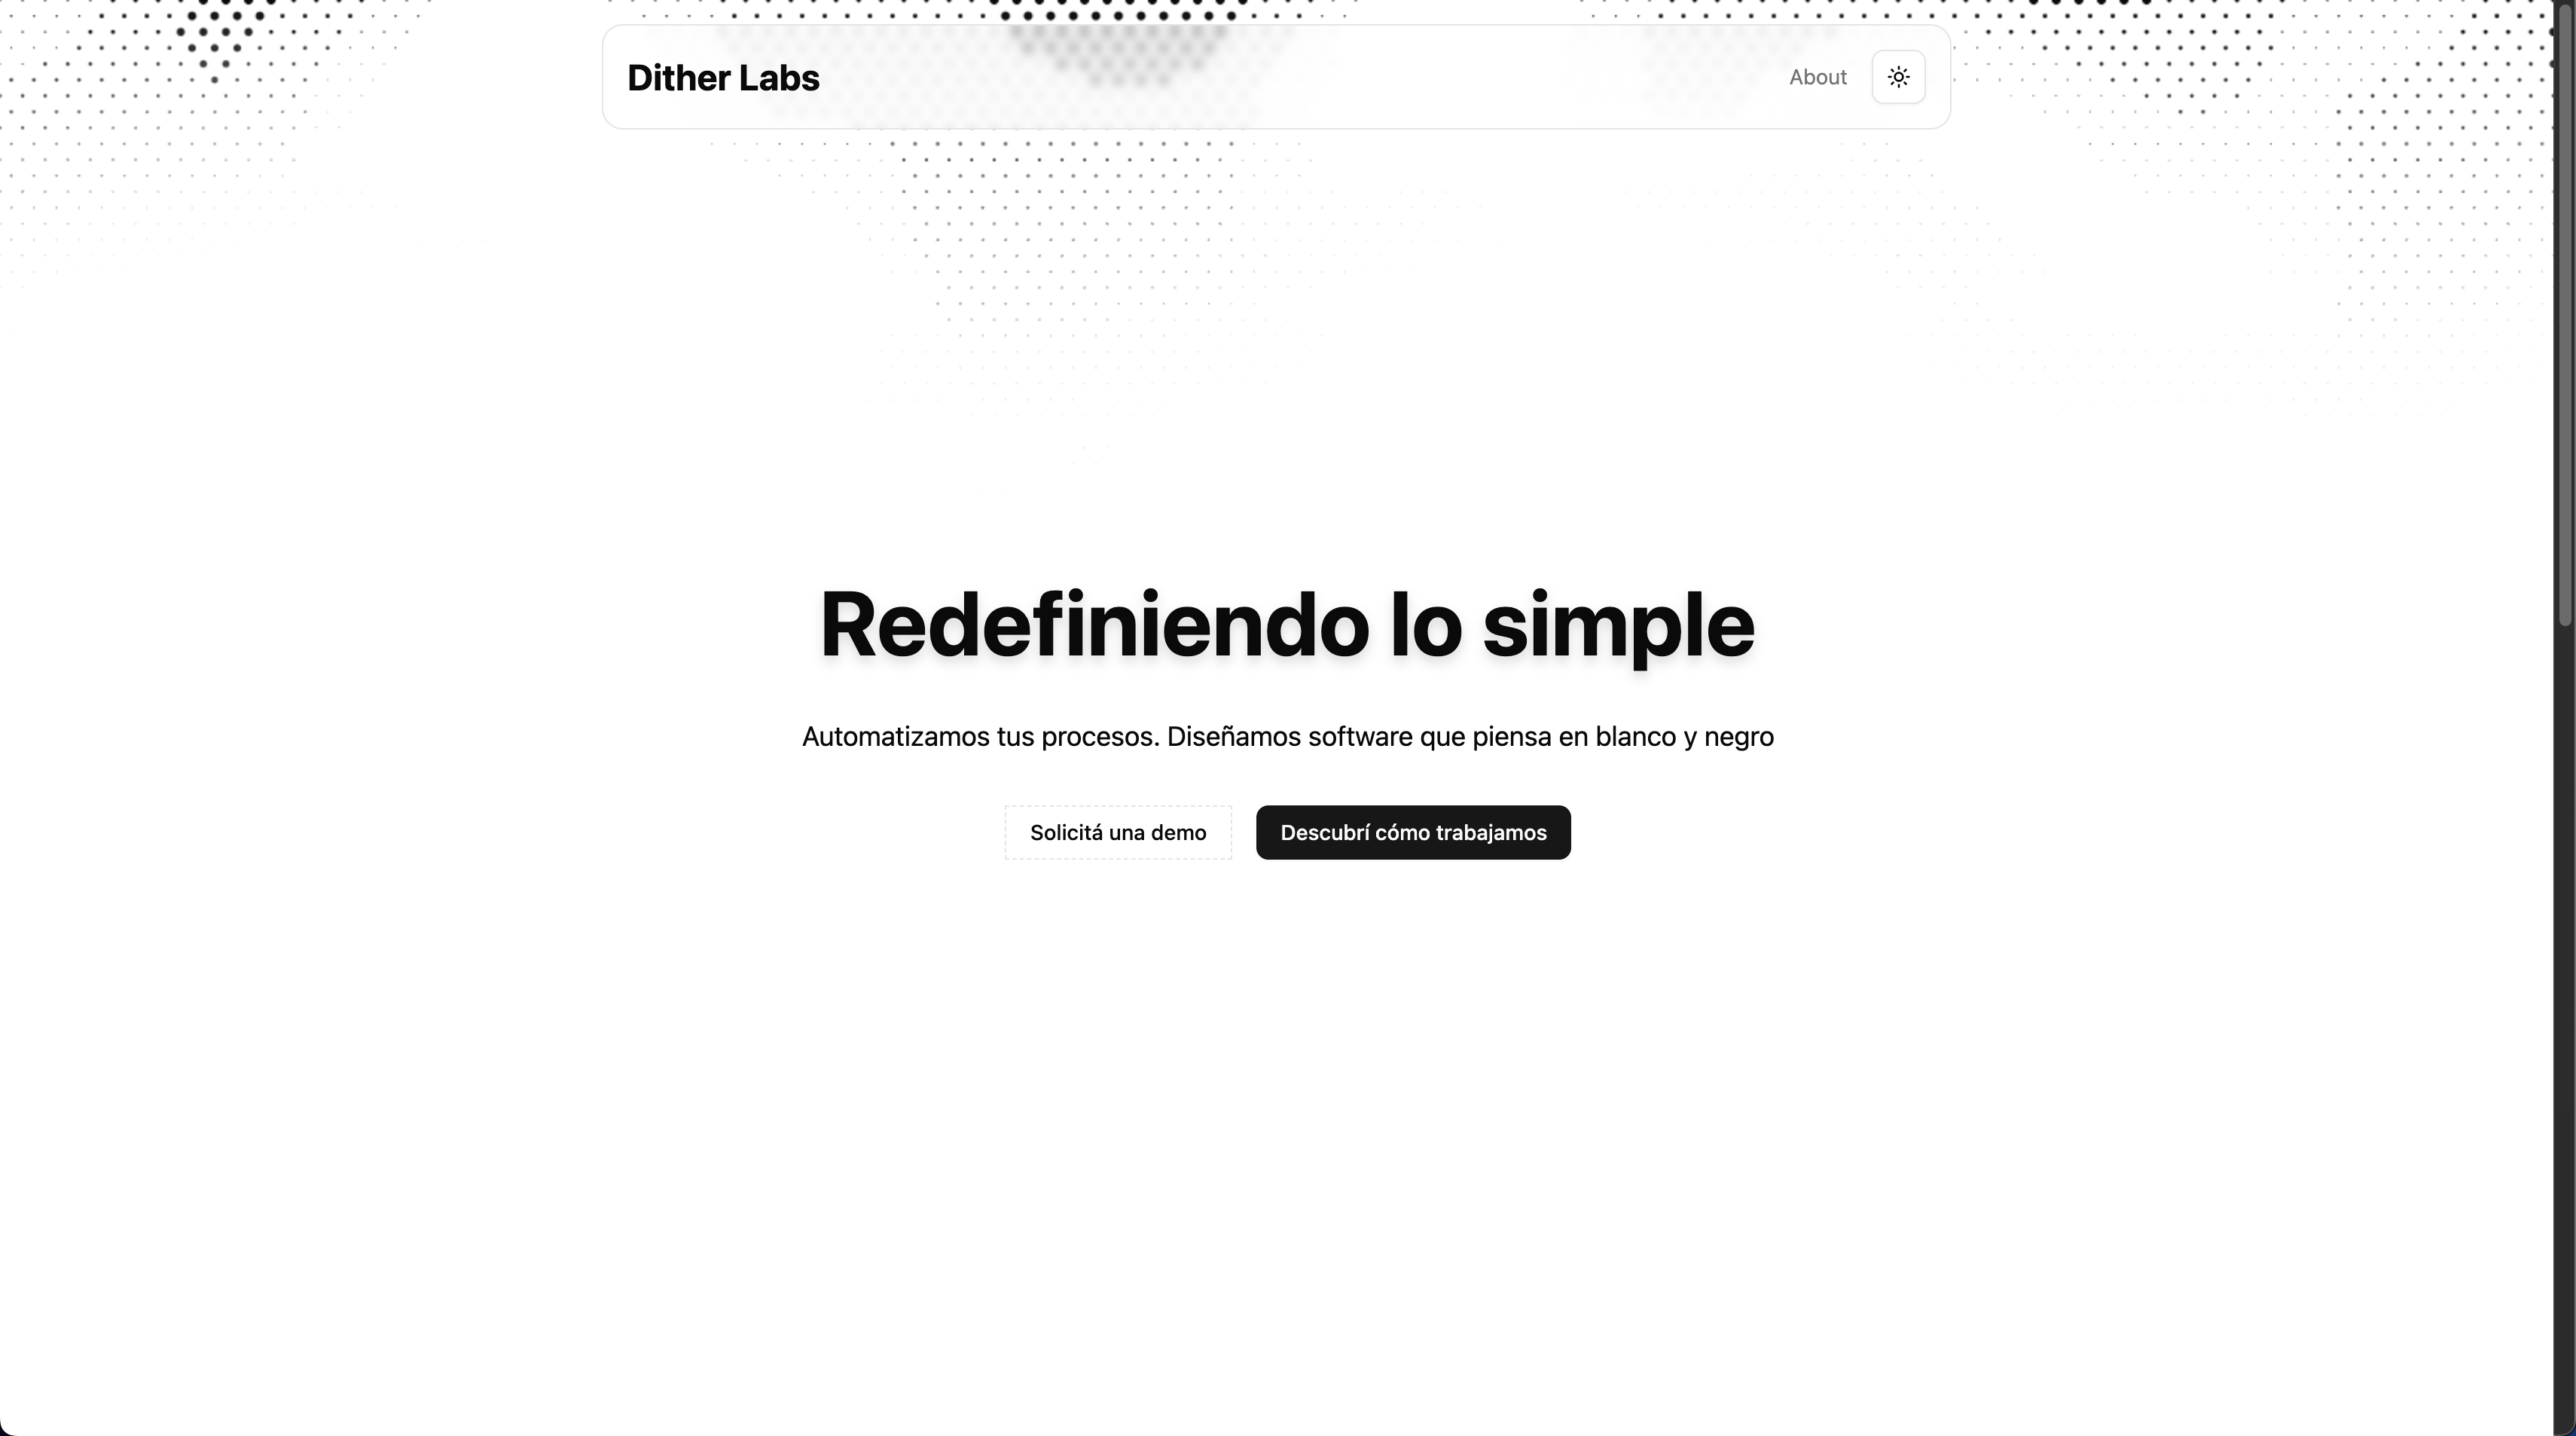 Dither Labs
About
Redefiniendo lo simple
Automatizamos tus procesos. Diseñamos software que piensa en blanco y negro
Solicitá una demo
Descubrí cómo trabajamos